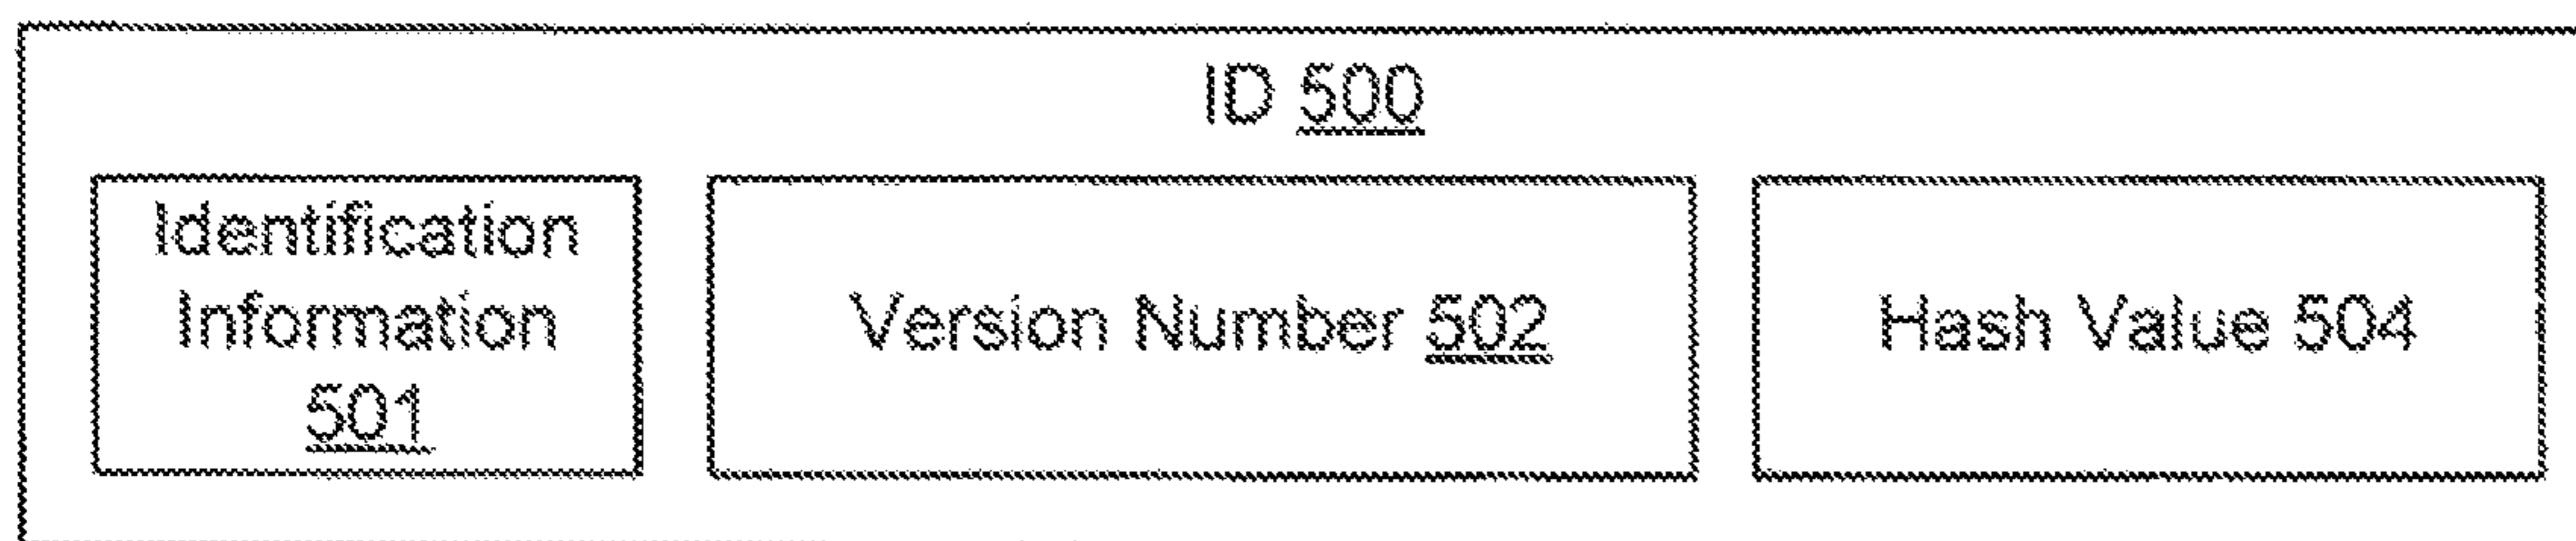 ID 500
Identification
Information
501
Version Number 502
Hash Value 504